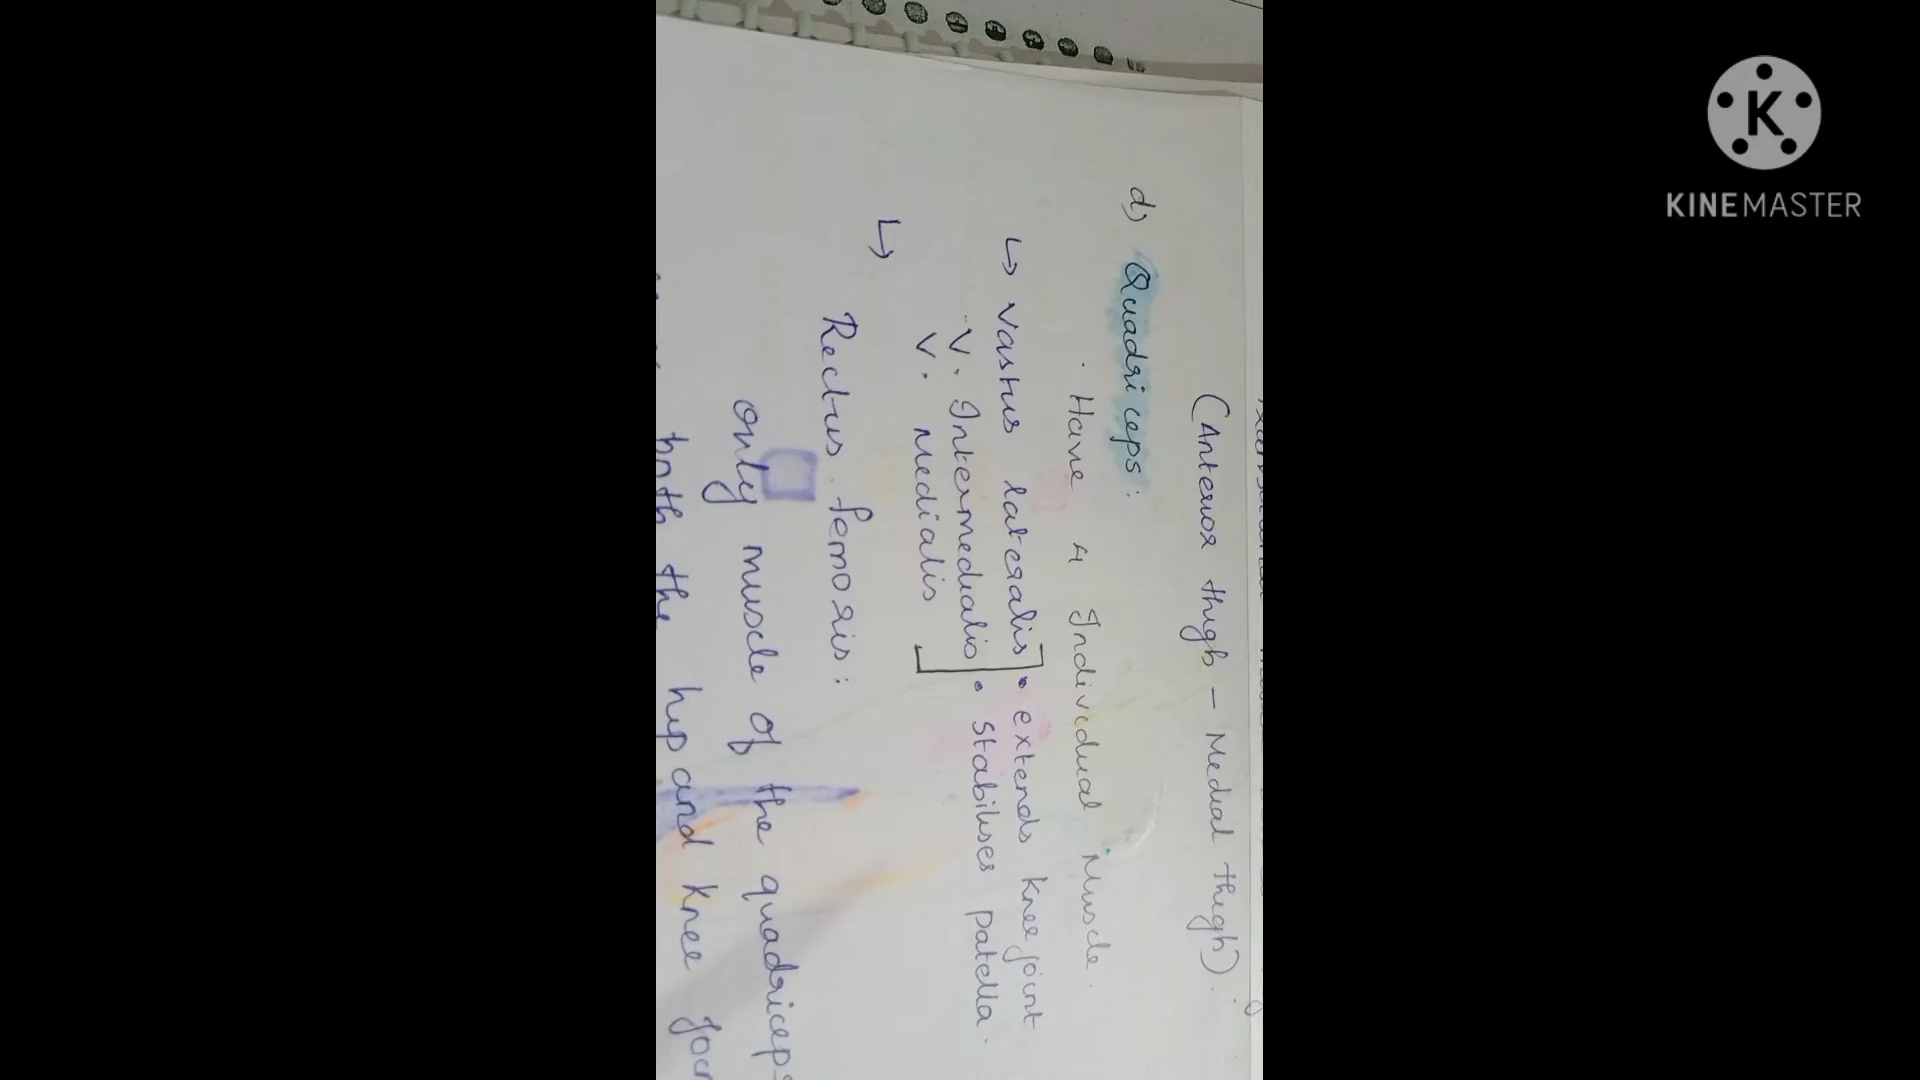 (Anterior thigh - Medial thigh).
d) Quadriceps:
· Have 4 Individual Muscle.
↳ Vastus lateralis • extends knee joint
V. Intermedialis • Stabilises patella.
V. Medialis
↳
Rectus femoris:
only muscle of the quadriceps
both the hip and knee
KINEMASTER